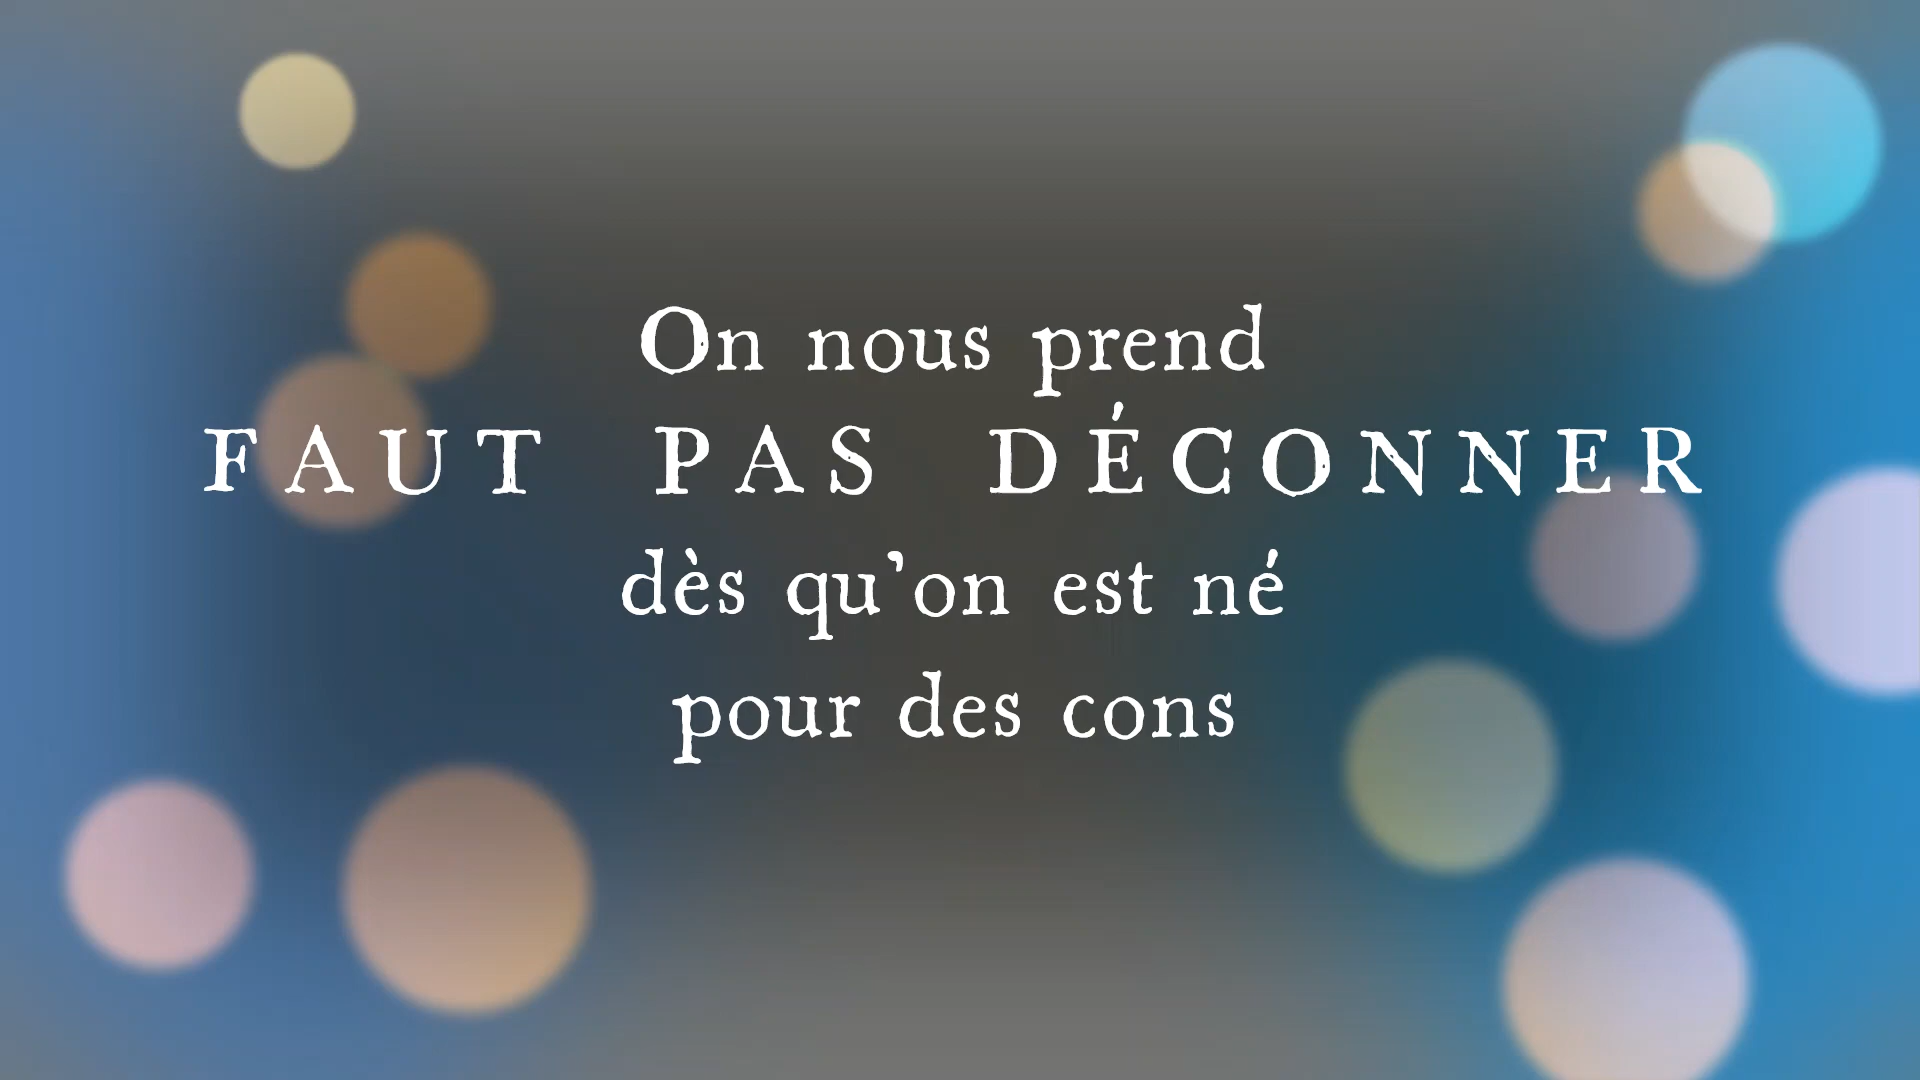 On nous prend
FAUT PAS DÉCONNER
dès qu’on est né
pour des cons